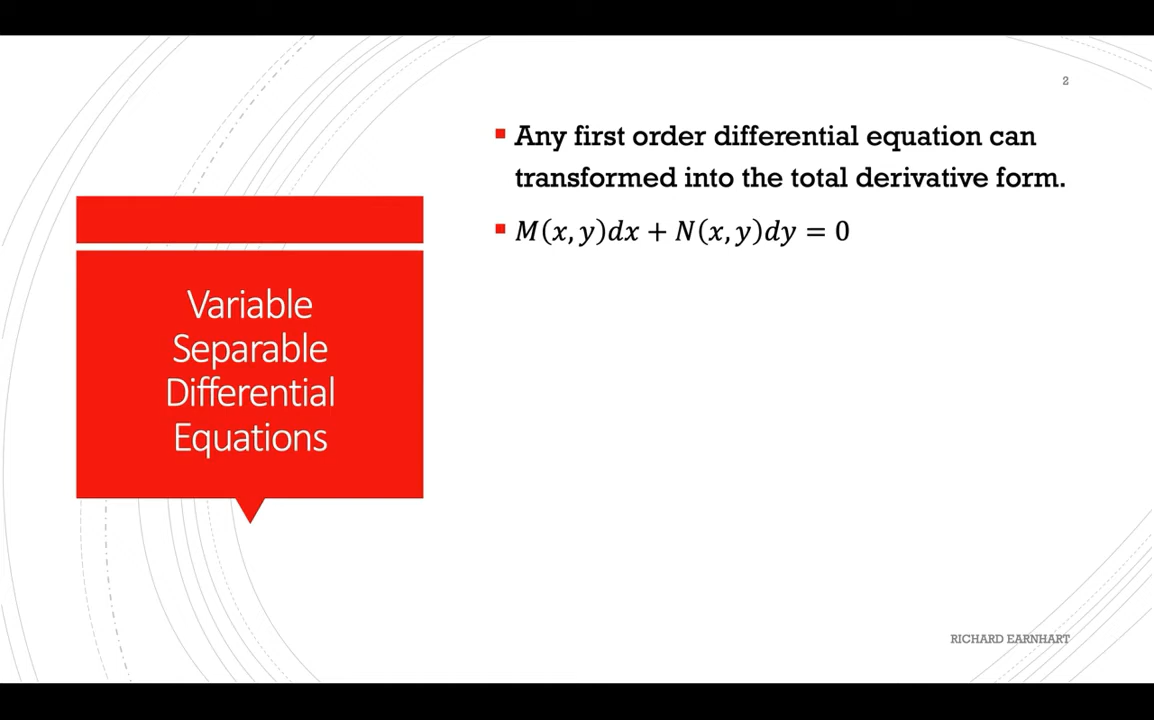 2
Any first order differential equation can
transformed into the total derivative form.
M(x, y)dx + N(x, y)dy = 0
Variable
Separable
Differential
Equations
RICHARD EARNHART